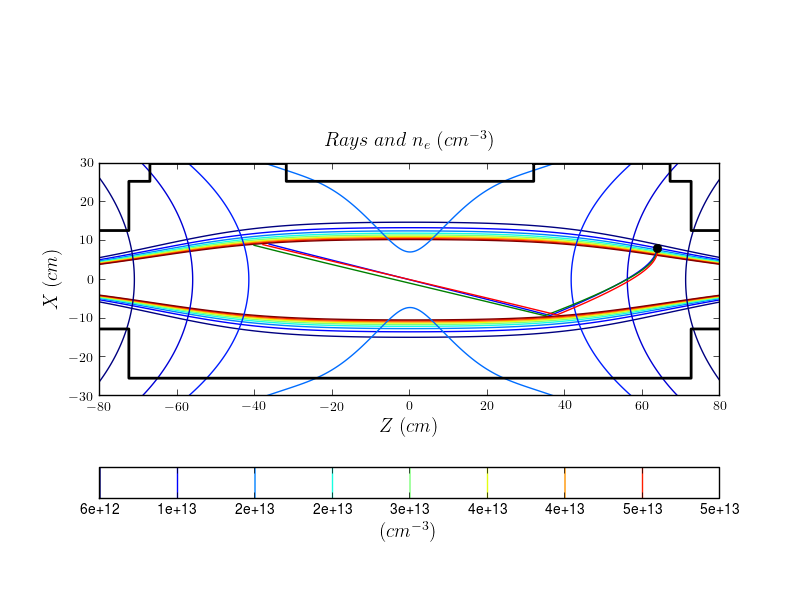 Rays and n_e (cm^{-3})
30
20
10
0
−10
−20
−30
X (cm)
−80 −60 −40 −20 0 20 40 60 80
Z (cm)
6e+12 1e+13 2e+13 2e+13 3e+13 4e+13 4e+13 5e+13 5e+13
(cm^{-3})